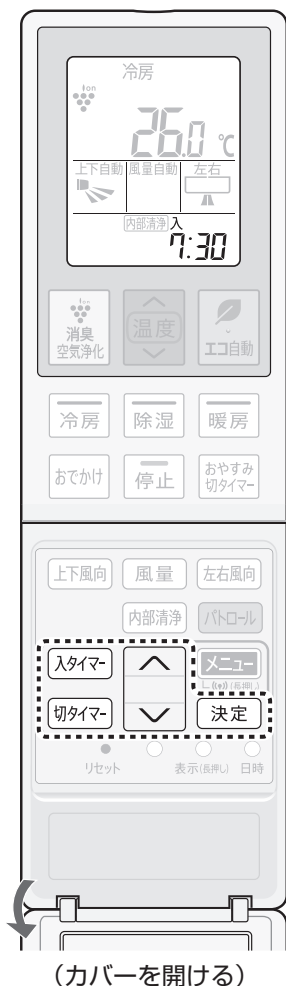 冷房
ion
26.0 ℃
上下自動 風量自動 左右
内部清浄 入
7:30
ion
消臭
空気浄化
温度
エコ自動
冷房 除湿 暖房
おでかけ 停止 おやすみ
切タイマー
上下風向 風量 左右風向
内部清浄 パトロール
入タイマー メニュー
(長押し)
切タイマー 決定
リセット 表示(長押し) 日時
(カバーを開ける)